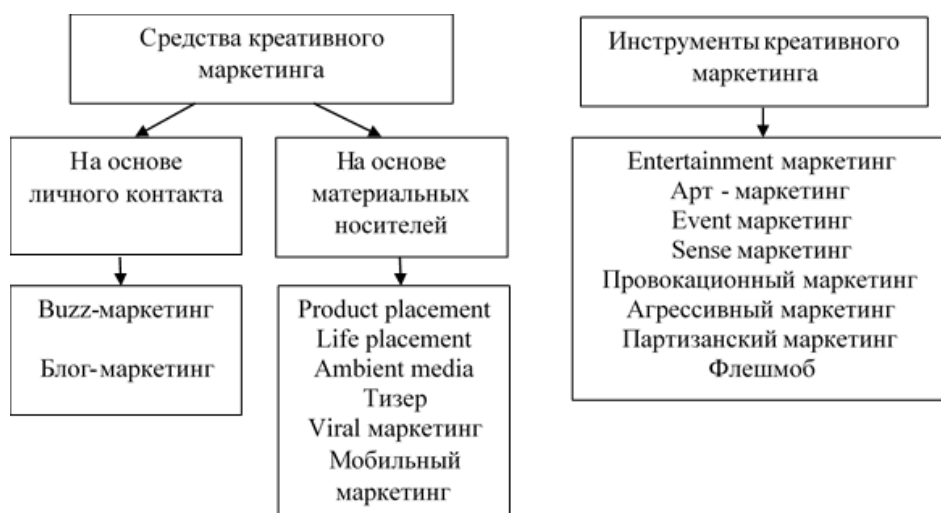 Средства креативного
маркетинга
Инструменты креативного
маркетинга
На основе
личного контакта
На основе
материальных
носителей
Buzz-маркетинг
Блог-маркетинг
Product placement
Life placement
Ambient media
Тизер
Viral маркетинг
Мобильный
маркетинг
Entertainment маркетинг
Арт - маркетинг
Event маркетинг
Sense маркетинг
Провокационный маркетинг
Агрессивный маркетинг
Партизанский маркетинг
Флешмоб